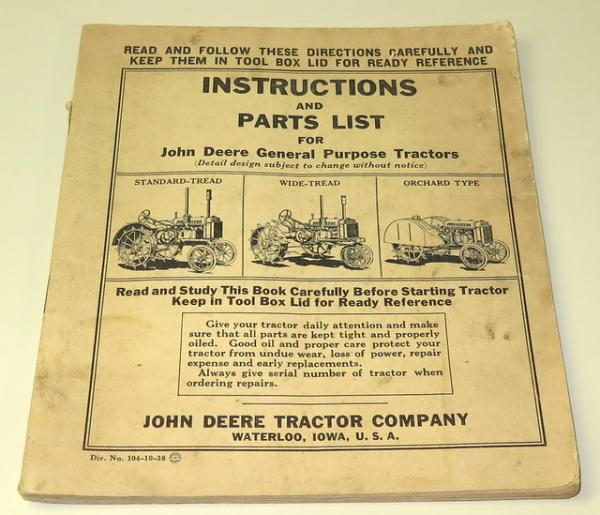 READ AND FOLLOW THESE DIRECTIONS CAREFULLY AND
KEEP THEM IN TOOL BOX LID FOR READY REFERENCE
INSTRUCTIONS
AND
PARTS LIST
FOR
John Deere General Purpose Tractors
(Detail design subject to change without notice)
STANDARD-TREAD WIDE-TREAD ORCHARD TYPE
Read and Study This Book Carefully Before Starting Tractor
Keep in Tool Box Lid for Ready Reference
Give your tractor daily attention and make
sure that all parts are kept tight and properly
oiled. Good oil and proper care protect your
tractor from undue wear, loss of power, repair
expense and early replacements.
Always give serial number of tractor when
ordering repairs.
JOHN DEERE TRACTOR COMPANY
WATERLOO, IOWA, U. S. A.
Dir. No. 104-10-38